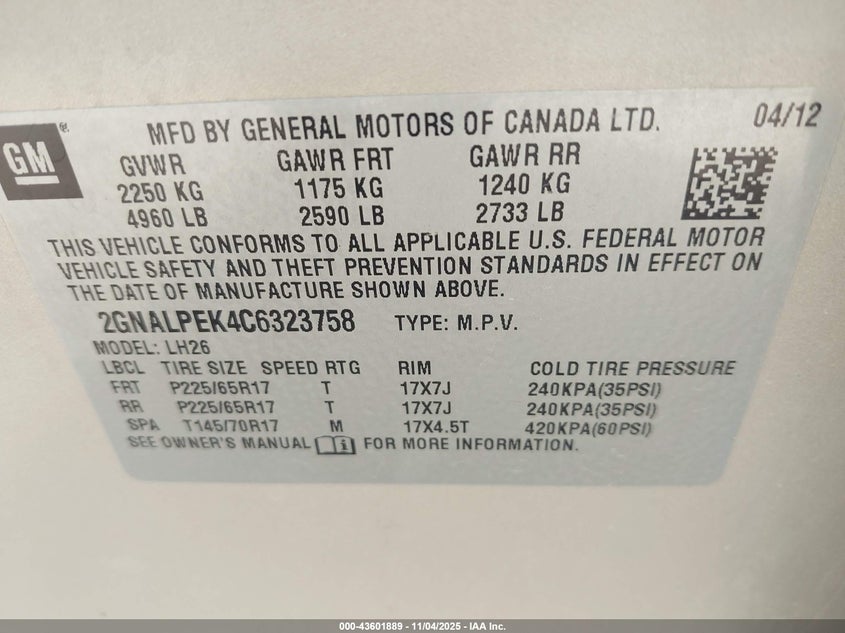 GM ®
MFD BY GENERAL MOTORS OF CANADA LTD. 04/12
GVWR GAWR FRT GAWR RR
2250 KG 1175 KG 1240 KG
4960 LB 2590 LB 2733 LB
THIS VEHICLE CONFORMS TO ALL APPLICABLE U.S. FEDERAL MOTOR
VEHICLE SAFETY AND THEFT PREVENTION STANDARDS IN EFFECT ON
THE DATE OF MANUFACTURE SHOWN ABOVE.
2GNALPEK4C6323758 TYPE: M.P.V.
MODEL: LH26
LBCL TIRE SIZE SPEED RTG RIM COLD TIRE PRESSURE
FRT P225/65R17 T 17X7J 240KPA(35PSI)
RR P225/65R17 T 17X7J 240KPA(35PSI)
SPA T145/70R17 M 17X4.5T 420KPA(60PSI)
SEE OWNER'S MANUAL i FOR MORE INFORMATION.
000-43601889 - 11/04/2025 - IAA Inc.